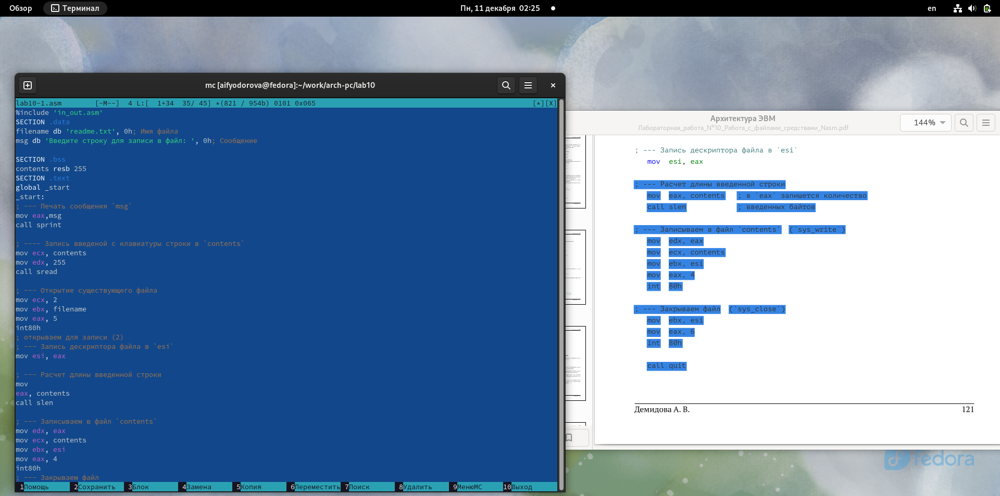 Обзор
Терминал
Пн, 11 декабря 02:25
en
mc [aifyodorova@fedora]:~/work/arch-pc/lab10
lab10-1.asm [-M--] 4 L:[ 1+34 35/ 45] *(821 / 954b) 0101 0x065 [*][X]
%include 'in_out.asm'
SECTION .data
filename db 'readme.txt', 0h; Имя файла
msg db 'Введите строку для записи в файл: ', 0h; Сообщение
SECTION .bss
contents resb 255
SECTION .text
global _start
_start:
; --- Печать сообщения `msg`
mov eax,msg
call sprint
; ---- Запись введеной с клавиатуры строки в `contents`
mov ecx, contents
mov edx, 255
call sread
; --- Открытие существующего файла
mov ecx, 2
mov ebx, filename
mov eax, 5
int80h
; открываем для записи (2)
; --- Запись дескриптора файла в `esi`
mov esi, eax
; --- Расчет длины введенной строки
mov
eax, contents
call slen
; --- Записываем в файл `contents`
mov edx, eax
mov ecx, contents
mov ebx, esi
mov eax, 4
int80h
; --- Закрываем файл
1Помощь 2Сохранить 3Блок 4Замена 5Копия 6Переместить 7Поиск 8Удалить 9МенюМС 10Выход
Архитектура ЭВМ
Лабораторная_работа_№10_Работа_с_файлами_средствами_Nasm.pdf
144%
; --- Запись дескриптора файла в `esi`
mov esi, eax
; --- Расчет длины введенной строки
mov eax, contents ; в `eax` запишется количество
call slen ; введенных байтов
; --- Записываем в файл `contents` (`sys_write`)
mov edx, eax
mov ecx, contents
mov ebx, esi
mov eax, 4
int 80h
; --- Закрываем файл (`sys_close`)
mov ebx, esi
mov eax, 6
int 80h
call quit
Демидова А. В. 121
fedora